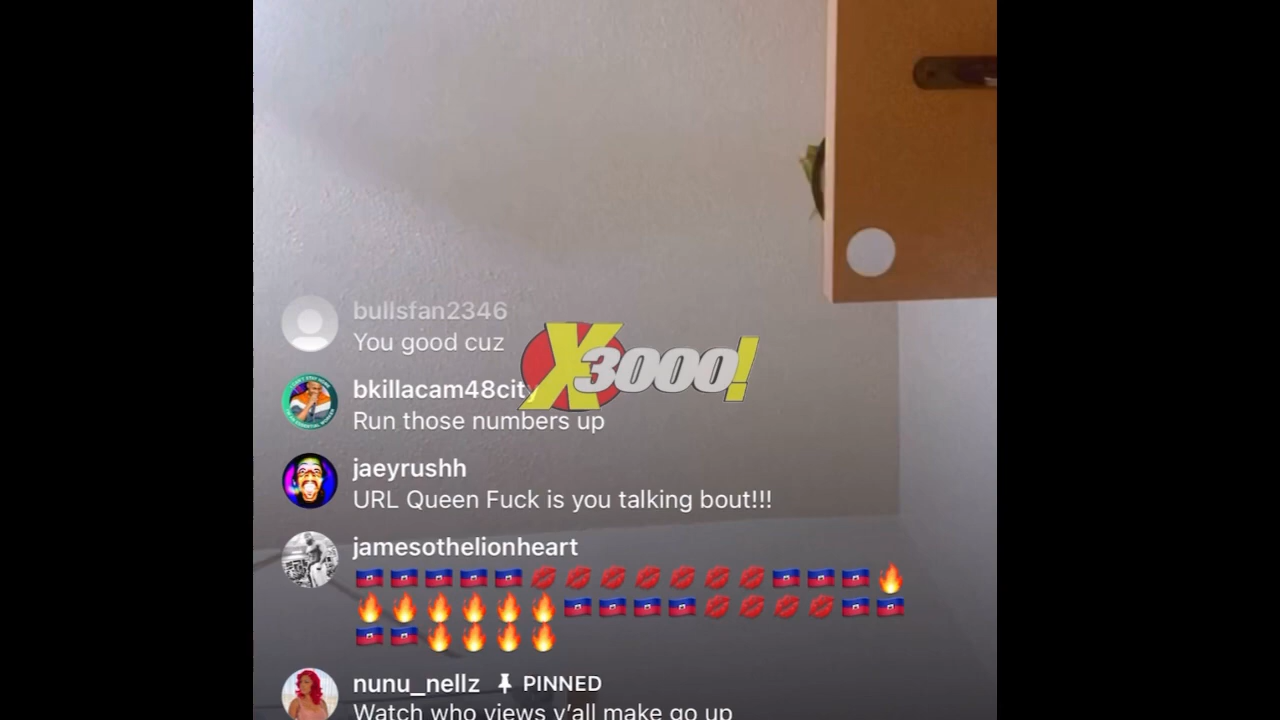 bullsfan2346
You good cuz
X3000!
bkillacam48city
Run those numbers up
jaeyrushh
URL Queen Fuck is you talking bout!!!
jamesothelionheart
🇭🇹🇭🇹🇭🇹🇭🇹🇭🇹💋💋💋💋💋💋💋🇭🇹🇭🇹🇭🇹🔥
🔥🔥🔥🔥🔥🔥🇭🇹🇭🇹🇭🇹🇭🇹💋💋💋💋🇭🇹🇭🇹
🇭🇹🇭🇹🔥🔥🔥🔥
nunu_nellz PINNED
Watch who views y'all make go up